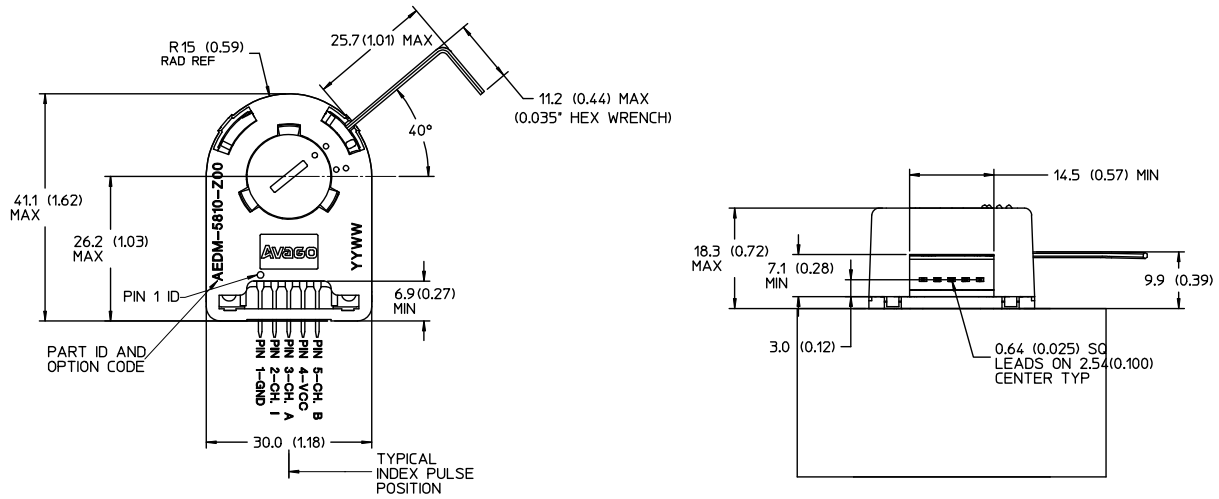 R 15 (0.59)
RAD REF
25.7 (1.01) MAX
11.2 (0.44) MAX
(0.035" HEX WRENCH)
40°
41.1 (1.62)
MAX
26.2 (1.03)
MAX
AEDM-5810-Z00
YYWW
AVAGO
PIN 1 ID
6.9 (0.27)
MIN
PART ID AND
OPTION CODE
PIN 1-GND
PIN 2-CH. I
PIN 3-CH. A
PIN 4-VCC
PIN 5-CH. B
30.0 (1.18)
TYPICAL
INDEX PULSE
POSITION
14.5 (0.57) MIN
18.3 (0.72)
MAX
7.1 (0.28)
MIN
9.9 (0.39)
3.0 (0.12)
0.64 (0.025) SQ
LEADS ON 2.54(0.100)
CENTER TYP